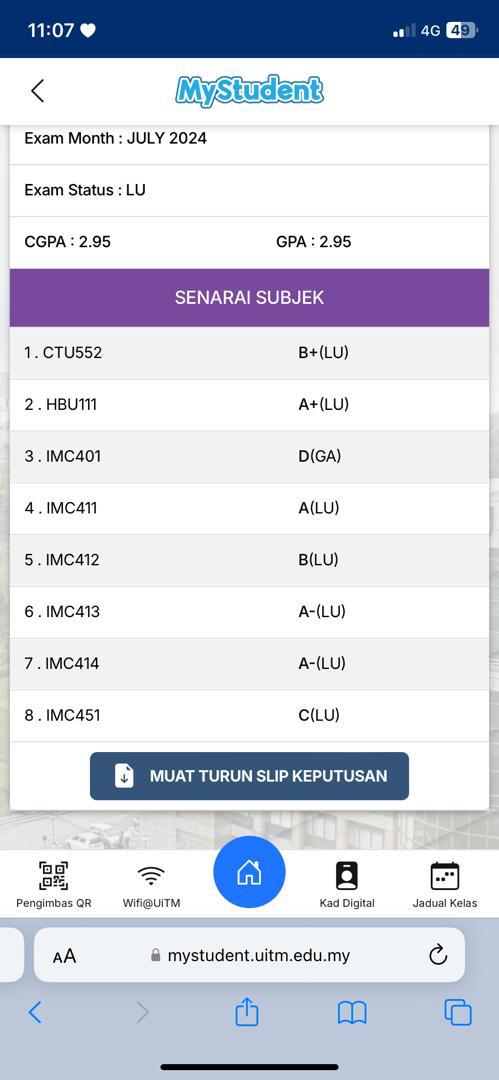 11:07
4G 49
MyStudent
Exam Month : JULY 2024
Exam Status : LU
CGPA : 2.95 GPA : 2.95
SENARAI SUBJEK
1 . CTU552 B+(LU)
2 . HBU111 A+(LU)
3 . IMC401 D(GA)
4 . IMC411 A(LU)
5 . IMC412 B(LU)
6 . IMC413 A-(LU)
7 . IMC414 A-(LU)
8 . IMC451 C(LU)
MUAT TURUN SLIP KEPUTUSAN
Pengimbas QR Wifi@UiTM Kad Digital Jadual Kelas
AA mystudent.uitm.edu.my